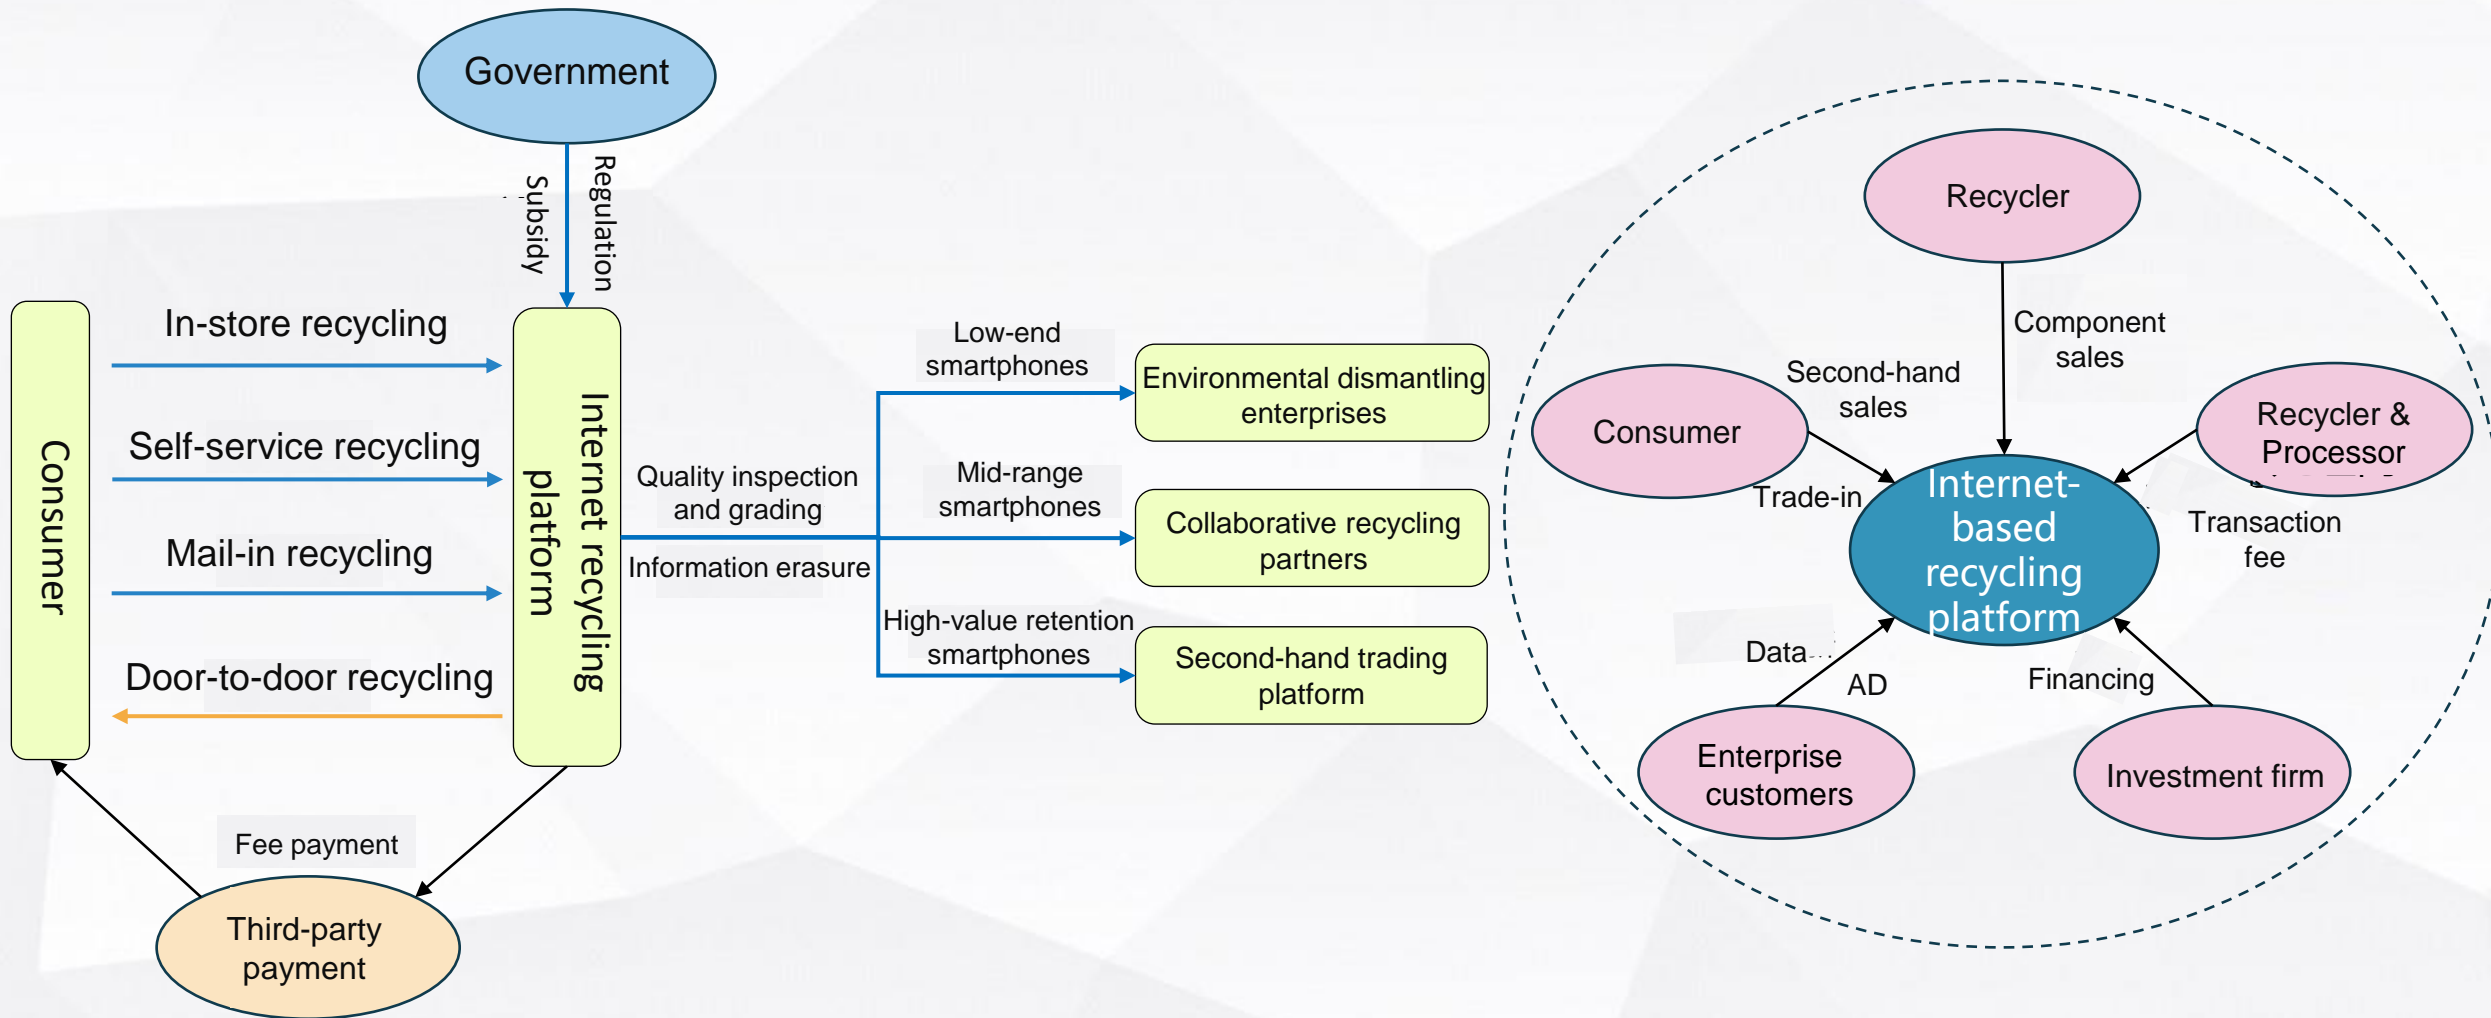 Government
Subsidy
Regulation
Consumer
In-store recycling
Self-service recycling
Mail-in recycling
Door-to-door recycling
Internet recycling
platform
Fee payment
Third-party
payment
Quality inspection
and grading
Information erasure
Low-end
smartphones
Mid-range
smartphones
High-value retention
smartphones
Environmental dismantling
enterprises
Collaborative recycling
partners
Second-hand trading
platform
Recycler
Component
sales
Consumer
Second-hand
sales
Trade-in
Recycler &
Processor
Transaction
fee
Internet-
based
recycling
platform
Data
AD
Financing
Enterprise
customers
Investment firm